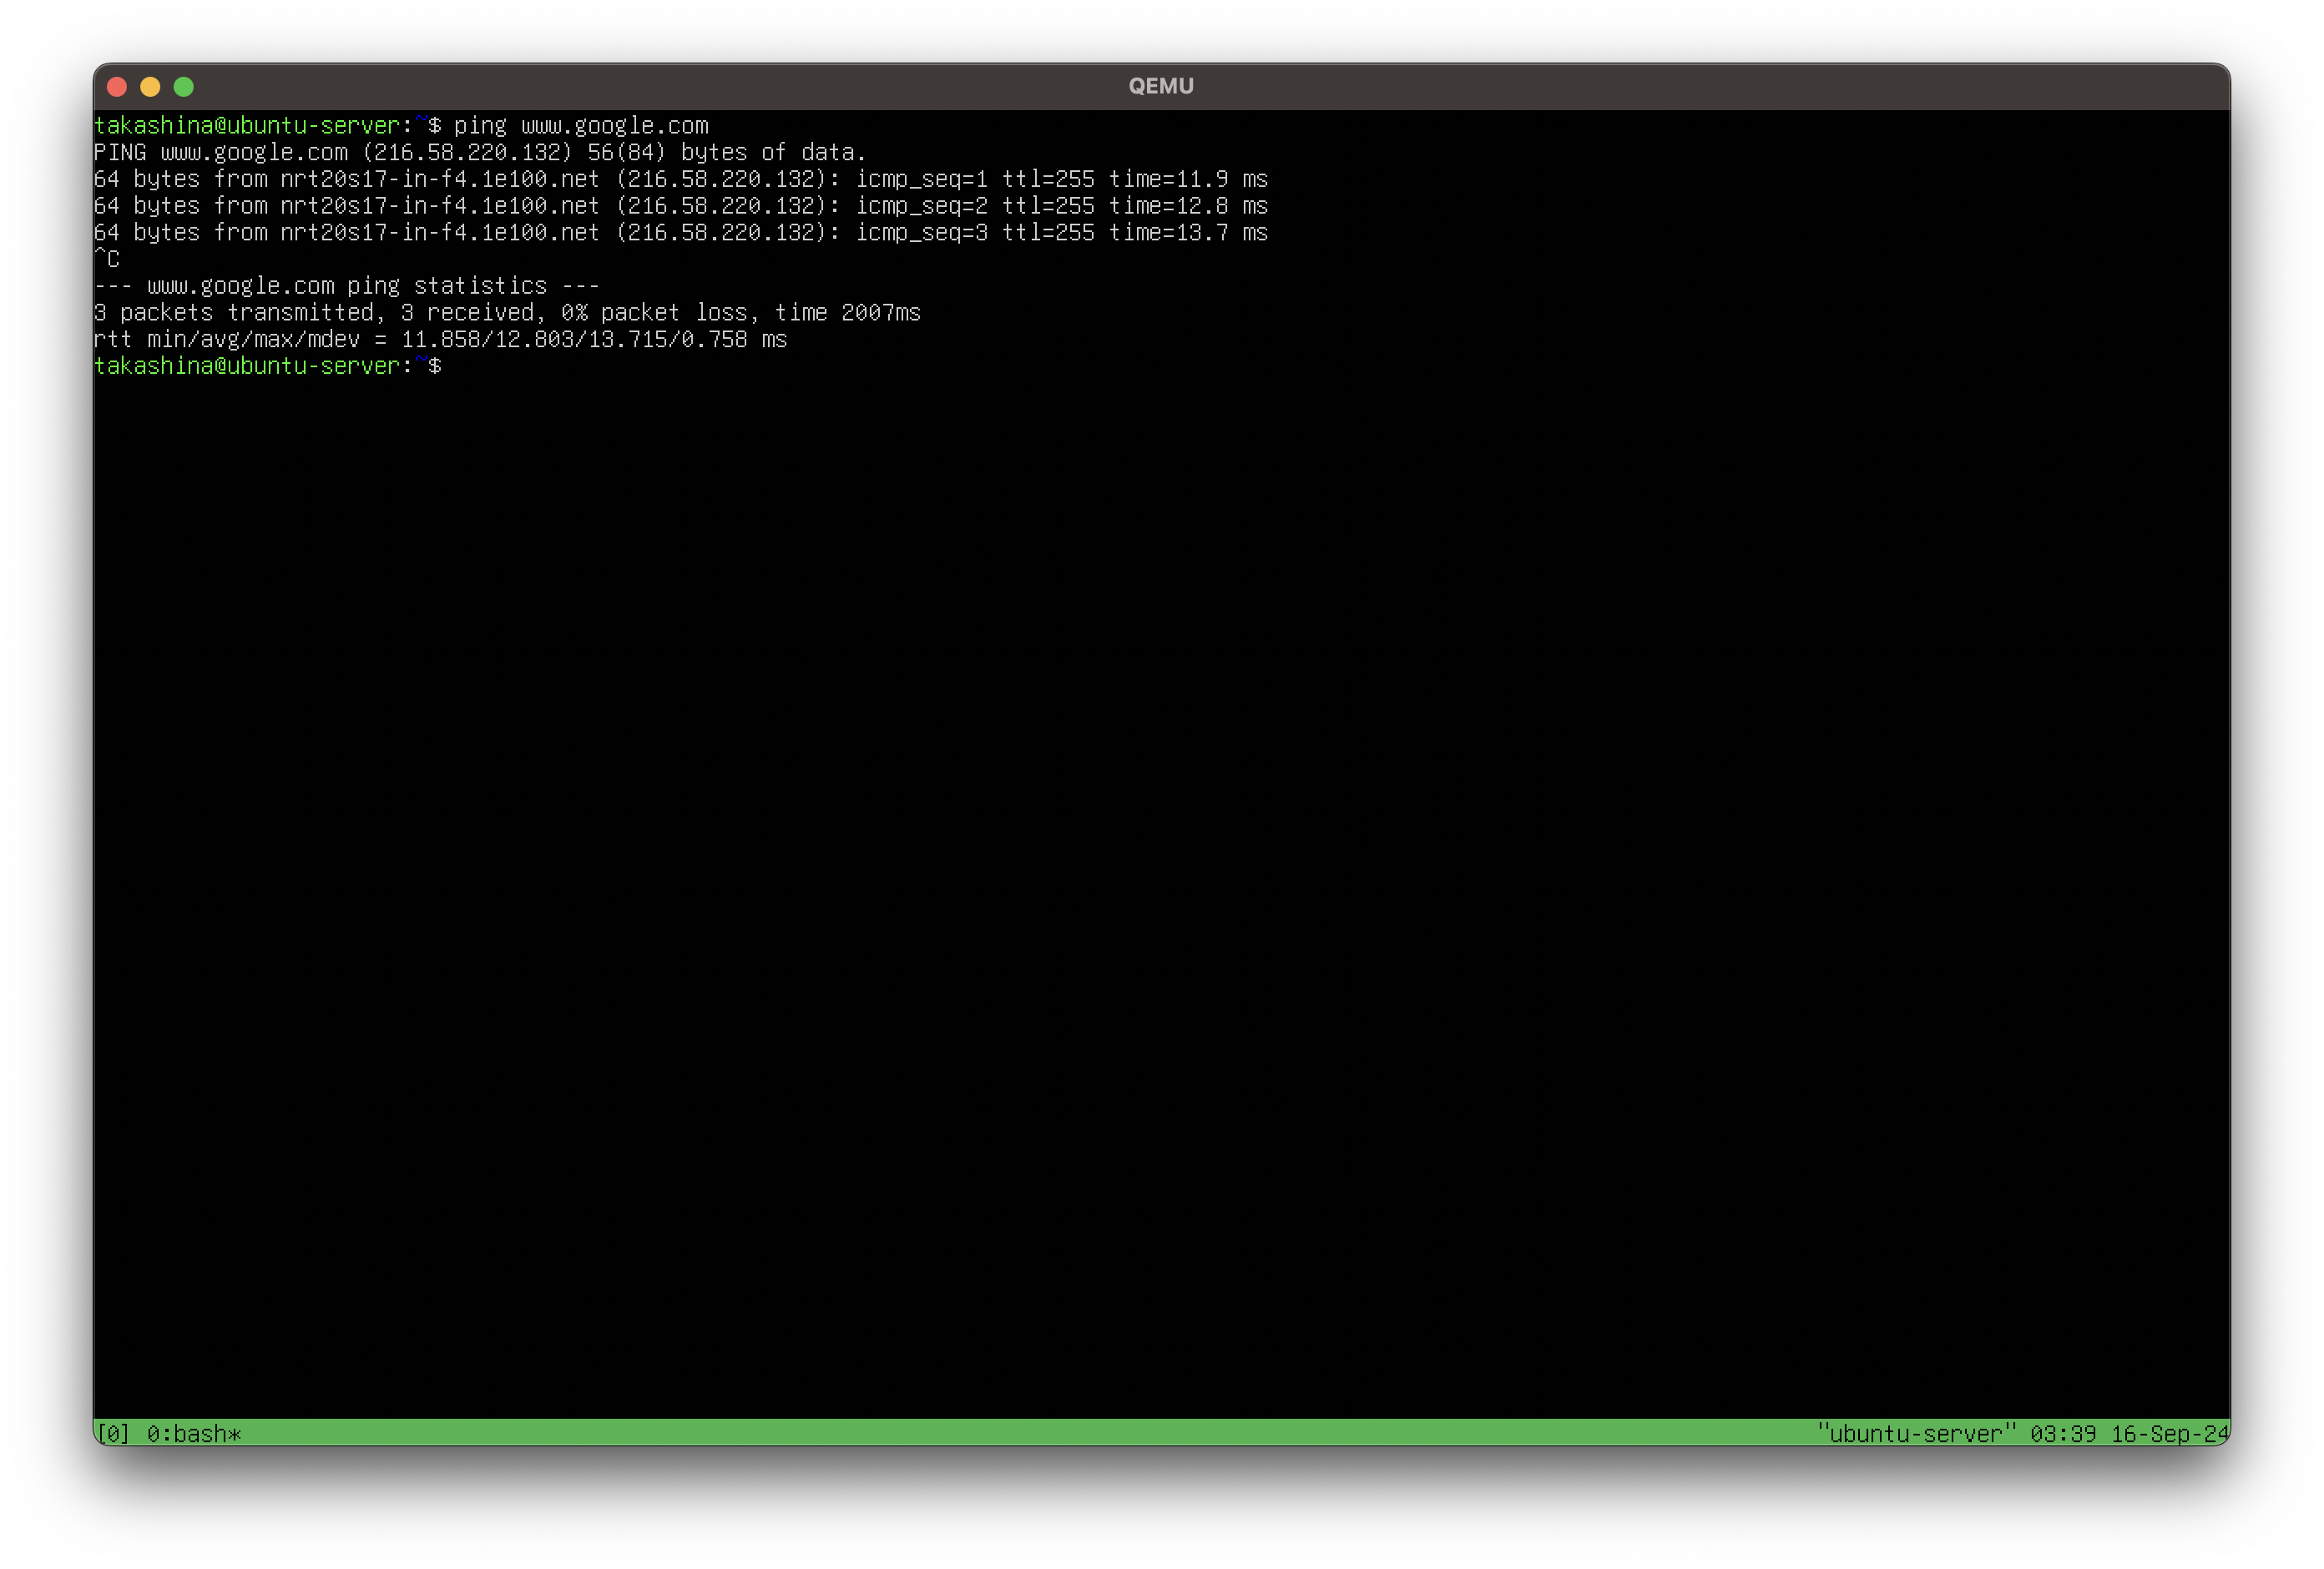 QEMU
takashina@ubuntu-server:~$ ping www.google.com
PING www.google.com (216.58.220.132) 56(84) bytes of data.
64 bytes from nrt20s17-in-f4.1e100.net (216.58.220.132): icmp_seq=1 ttl=255 time=11.9 ms
64 bytes from nrt20s17-in-f4.1e100.net (216.58.220.132): icmp_seq=2 ttl=255 time=12.8 ms
64 bytes from nrt20s17-in-f4.1e100.net (216.58.220.132): icmp_seq=3 ttl=255 time=13.7 ms
^C
--- www.google.com ping statistics ---
3 packets transmitted, 3 received, 0% packet loss, time 2007ms
rtt min/avg/max/mdev = 11.858/12.803/13.715/0.758 ms
takashina@ubuntu-server:~$
[0] 0:bash* "ubuntu-server" 03:39 16-Sep-24